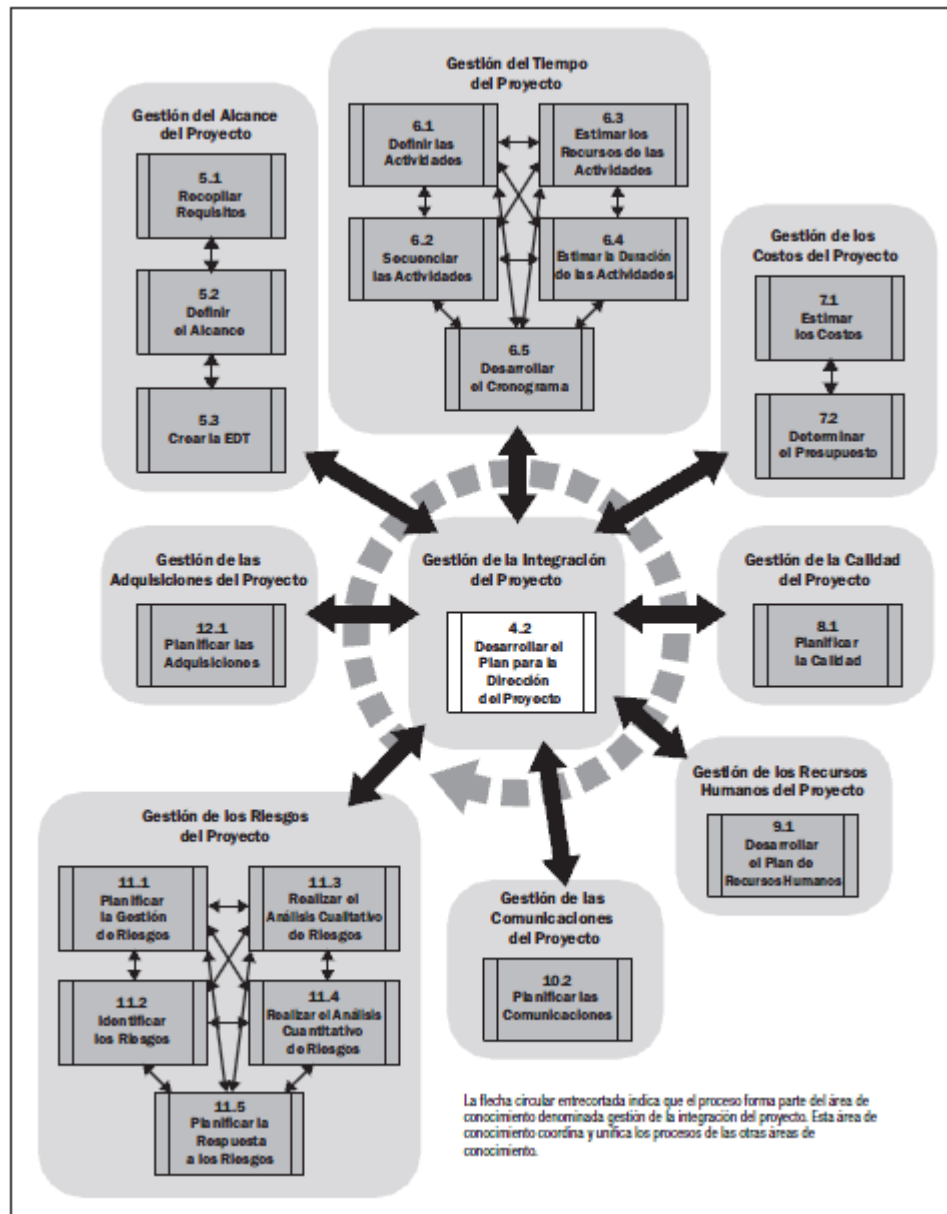 Gestión del Tiempo
del Proyecto
6.1
Definir las
Actividades
6.3
Estimar los
Recursos de las
Actividades
6.2
Secuenciar
las Actividades
6.4
Estimar la Duración
de las Actividades
6.5
Desarrollar
el Cronograma
Gestión del Alcance
del Proyecto
5.1
Recopilar
Requisitos
5.2
Definir
el Alcance
5.3
Crear la EDT
Gestión de los
Costos del Proyecto
7.1
Estimar
los Costos
7.2
Determinar
el Presupuesto
Gestión de las
Adquisiciones del Proyecto
12.1
Planificar las
Adquisiciones
Gestión de la Integración
del Proyecto
4.2
Desarrollar el
Plan para la
Dirección
del Proyecto
Gestión de la Calidad
del Proyecto
8.1
Planificar
la Calidad
Gestión de los Recursos
Humanos del Proyecto
9.1
Desarrollar
el Plan de
Recursos Humanos
Gestión de los Riesgos
del Proyecto
11.1
Planificar
la Gestión
de Riesgos
11.3
Realizar el
Análisis Cualitativo
de Riesgos
11.2
Identificar
los Riesgos
11.4
Realizar el Análisis
Cuantitativo
de Riesgos
11.5
Planificar la
Respuesta
a los Riesgos
Gestión de las
Comunicaciones
del Proyecto
10.2
Planificar las
Comunicaciones
La flecha circular entrecortada indica que el proceso forma parte del área de
conocimiento denominada gestión de la integración del proyecto. Esta área de
conocimiento coordina y unifica los procesos de las otras áreas de
conocimiento.